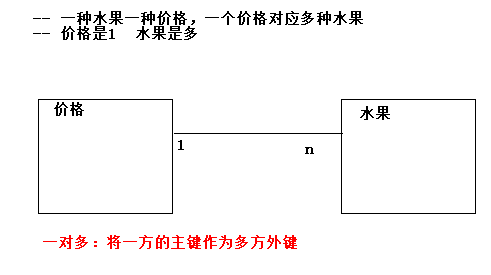 -- 一种水果一种价格，一个价格对应多种水果
-- 价格是1  水果是多
价格
水果
1
n
一对多：将一方的主键作为多方外键